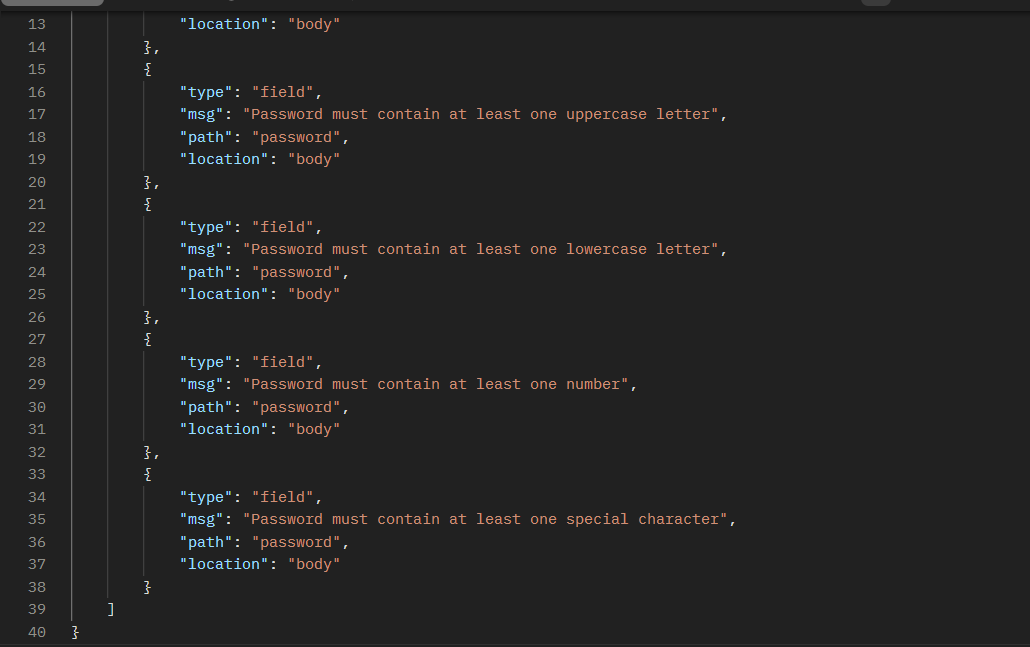 13 "location": "body"
14 },
15 {
16 "type": "field",
17 "msg": "Password must contain at least one uppercase letter",
18 "path": "password",
19 "location": "body"
20 },
21 {
22 "type": "field",
23 "msg": "Password must contain at least one lowercase letter",
24 "path": "password",
25 "location": "body"
26 },
27 {
28 "type": "field",
29 "msg": "Password must contain at least one number",
30 "path": "password",
31 "location": "body"
32 },
33 {
34 "type": "field",
35 "msg": "Password must contain at least one special character",
36 "path": "password",
37 "location": "body"
38 }
39 ]
40 }